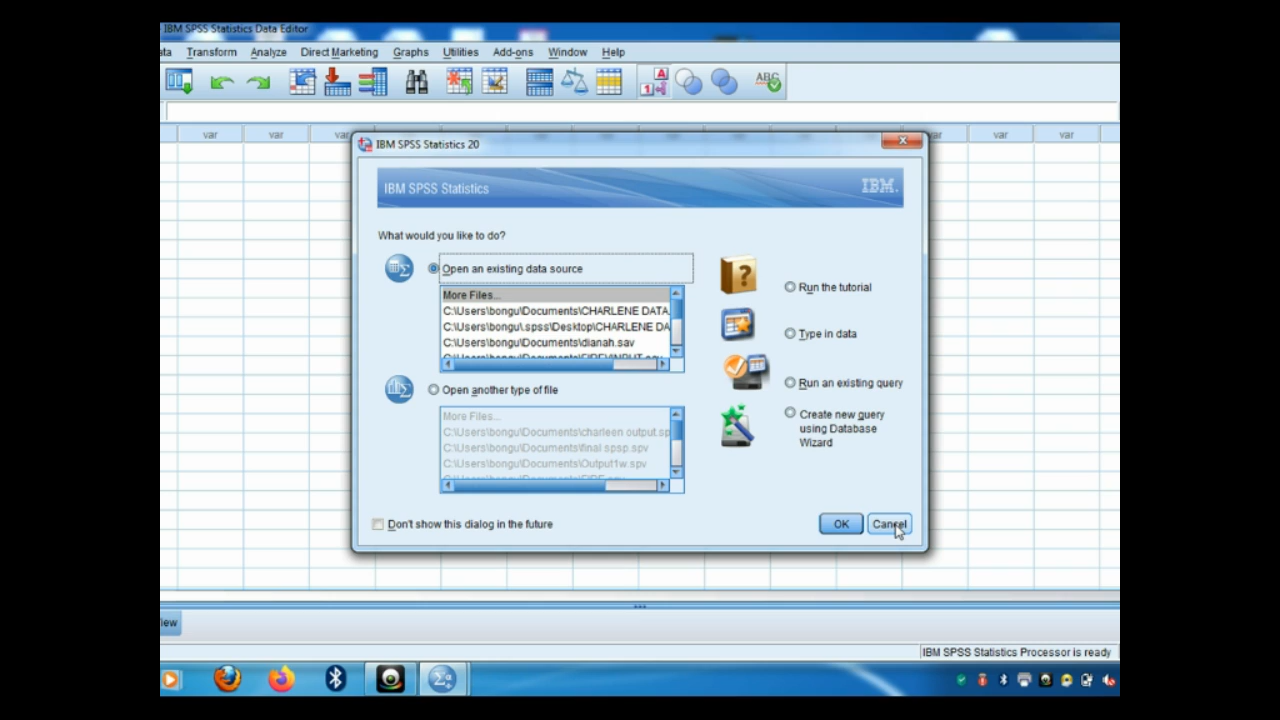 IBM SPSS Statistics Data Editor
ta Transform Analyze Direct Marketing Graphs Utilities Add-ons Window Help
A
1
ABC
var var var var var var
IBM SPSS Statistics 20
IBM SPSS Statistics IBM.
What would you like to do?
Open an existing data source
More Files...
C:\Users\bongu\Documents\CHARLENE DATA.
C:\Users\bongu\.spss\Desktop\CHARLENE DA
C:\Users\bongu\Documents\dianah.sav
Open another type of file
More Files...
C:\Users\bongu\Documents\charleen output.sp
C:\Users\bongu\Documents\final spsp.spv
C:\Users\bongu\Documents\Output1w.spv
Run the tutorial
Type in data
Run an existing query
Create new query
using Database
Wizard
Don't show this dialog in the future
OK Cancel
iew
IBM SPSS Statistics Processor is ready